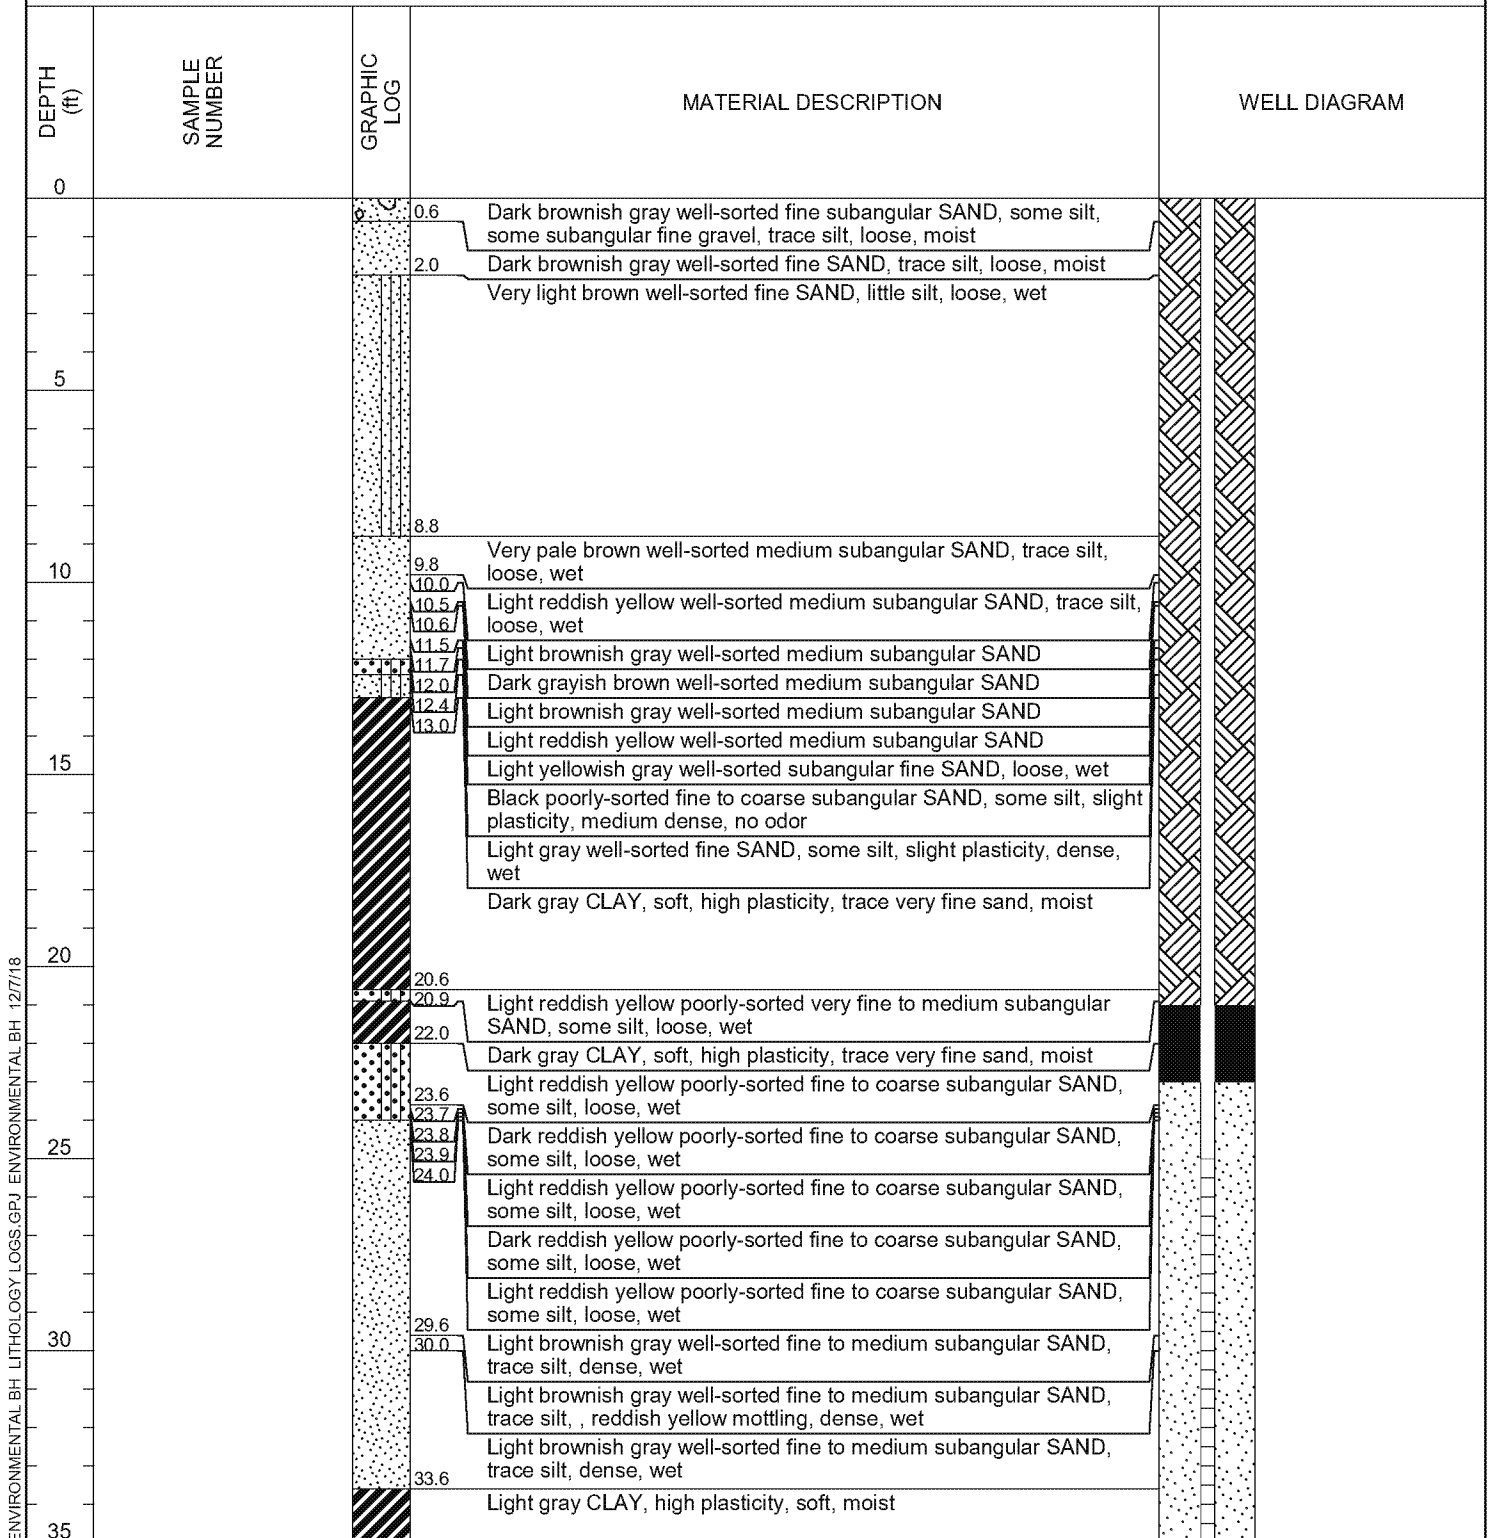 DEPTH
(ft)
SAMPLE
NUMBER
GRAPHIC
LOG
MATERIAL DESCRIPTION
WELL DIAGRAM
0
0.6
Dark brownish gray well-sorted fine subangular SAND, some silt,
some subangular fine gravel, trace silt, loose, moist
2.0
Dark brownish gray well-sorted fine SAND, trace silt, loose, moist
Very light brown well-sorted fine SAND, little silt, loose, wet
5
8.8
Very pale brown well-sorted medium subangular SAND, trace silt,
loose, wet
9.8
10
10.0
Light reddish yellow well-sorted medium subangular SAND, trace silt,
loose, wet
10.5
10.6
11.5
Light brownish gray well-sorted medium subangular SAND
11.7
Dark grayish brown well-sorted medium subangular SAND
12.0
12.4
Light brownish gray well-sorted medium subangular SAND
13.0
Light reddish yellow well-sorted medium subangular SAND
15
Light yellowish gray well-sorted subangular fine SAND, loose, wet
Black poorly-sorted fine to coarse subangular SAND, some silt, slight
plasticity, medium dense, no odor
Light gray well-sorted fine SAND, some silt, slight plasticity, dense,
wet
Dark gray CLAY, soft, high plasticity, trace very fine sand, moist
20
20.6
20.9
Light reddish yellow poorly-sorted very fine to medium subangular
SAND, some silt, loose, wet
22.0
Dark gray CLAY, soft, high plasticity, trace very fine sand, moist
Light reddish yellow poorly-sorted fine to coarse subangular SAND,
some silt, loose, wet
23.6
23.7
23.8
Dark reddish yellow poorly-sorted fine to coarse subangular SAND,
some silt, loose, wet
25
23.9
24.0
Light reddish yellow poorly-sorted fine to coarse subangular SAND,
some silt, loose, wet
Dark reddish yellow poorly-sorted fine to coarse subangular SAND,
some silt, loose, wet
Light reddish yellow poorly-sorted fine to coarse subangular SAND,
some silt, loose, wet
29.6
30
30.0
Light brownish gray well-sorted fine to medium subangular SAND,
trace silt, dense, wet
Light brownish gray well-sorted fine to medium subangular SAND,
trace silt, , reddish yellow mottling, dense, wet
Light brownish gray well-sorted fine to medium subangular SAND,
trace silt, dense, wet
33.6
Light gray CLAY, high plasticity, soft, moist
35
ENVIRONMENTAL BH LITHOLOGY LOGS.GPJ ENVIRONMENTAL BH 12/7/18